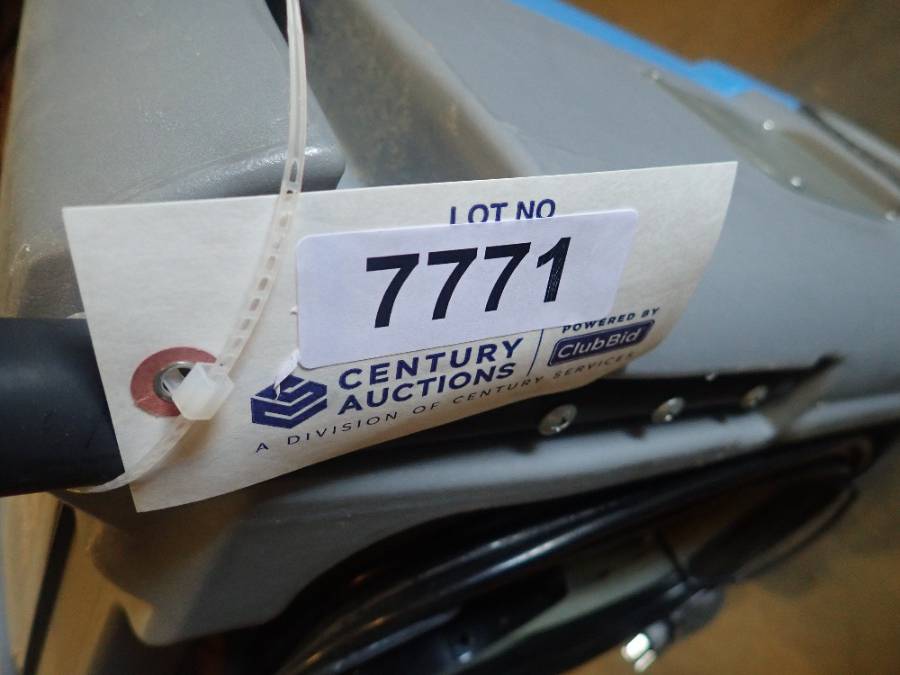 LOT NO
7771
CENTURY
AUCTIONS
POWERED BY
ClubBid
A DIVISION OF CENTURY SERVICES